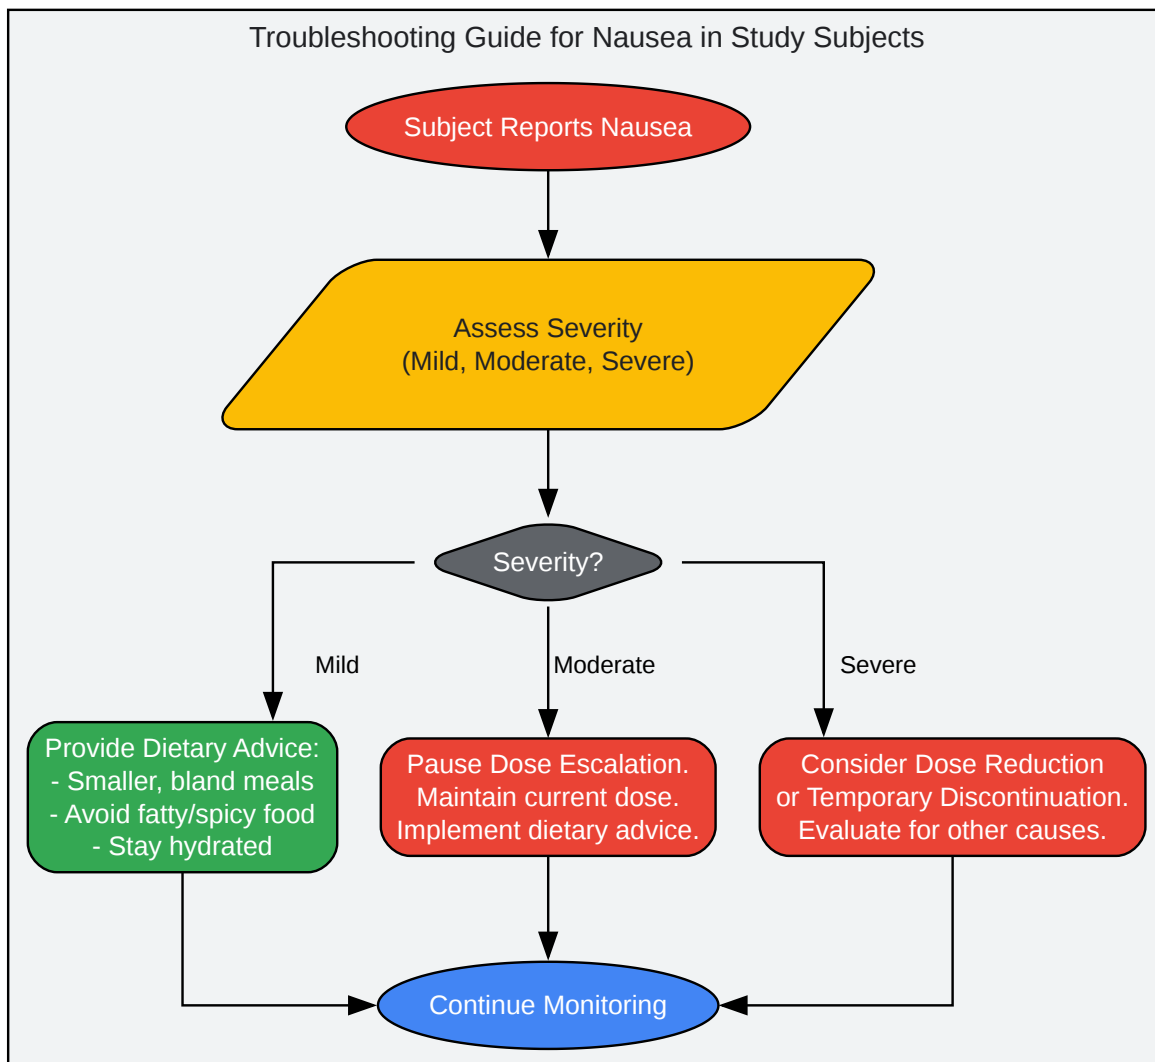 Troubleshooting Guide for Nausea in Study Subjects
Subject Reports Nausea
Assess Severity
(Mild, Moderate, Severe)
Severity?
Mild
Moderate
Severe
Provide Dietary Advice:
- Smaller, bland meals
- Avoid fatty/spicy food
- Stay hydrated
Pause Dose Escalation.
Maintain current dose.
Implement dietary advice.
Consider Dose Reduction
or Temporary Discontinuation.
Evaluate for other causes.
Continue Monitoring